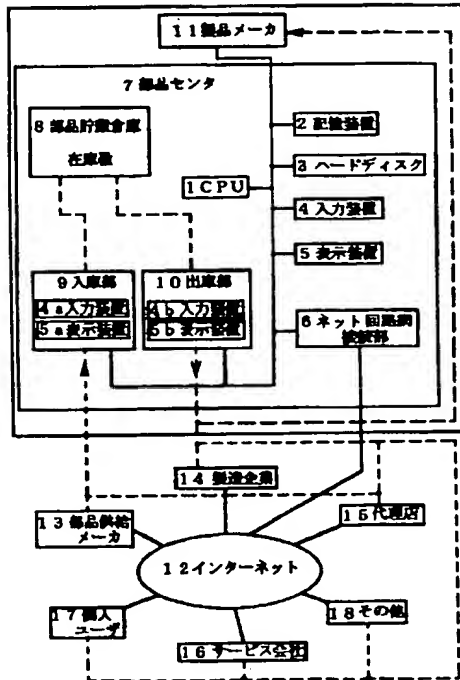 11製品メーカ
7部品センタ
8 部品貯蔵倉庫
在庫数
2 記憶装置
3 ハードディスク
1CPU
4 入力装置
5 表示装置
9入庫部
4a入力装置
5a表示装置
10出庫部
4b入力装置
5b表示装置
6ネット回路網
接続部
14製造企業
13部品供給
メーカ
15代理店
12インターネット
17個人
ユーザ
16サービス会社
18その他